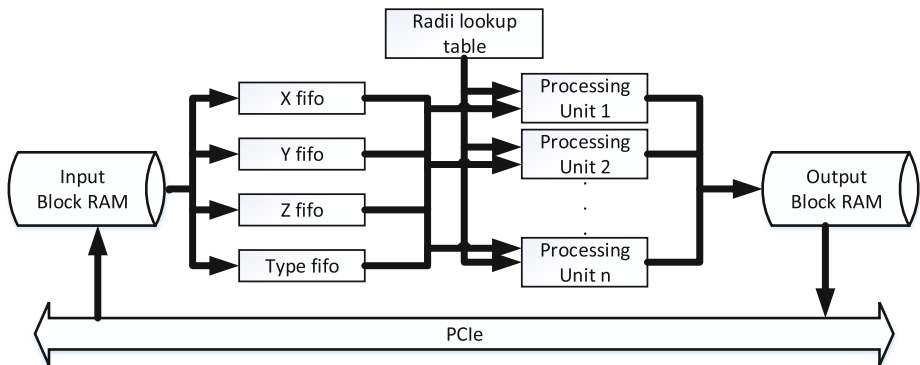 Radii lookup
table
X fifo
Y fifo
Z fifo
Type fifo
Input
Block RAM
Processing
Unit 1
Processing
Unit 2
.
.
.
Processing
Unit n
Output
Block RAM
PCIe